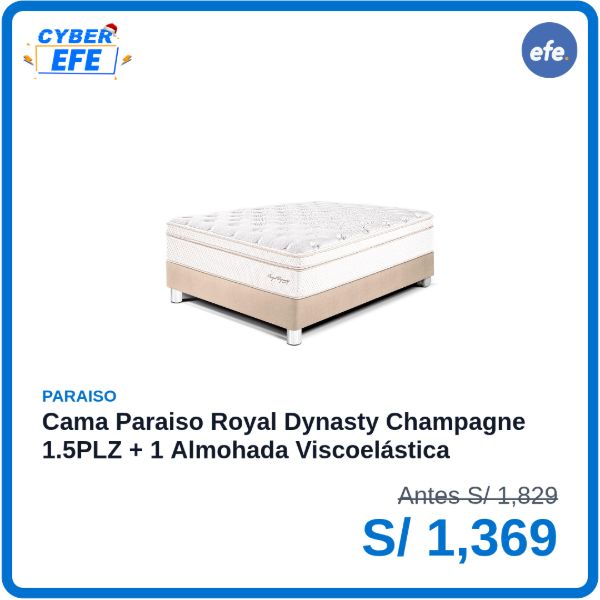 CYBER
EFE
efe.
PARAISO
Cama Paraiso Royal Dynasty Champagne
1.5PLZ + 1 Almohada Viscoelástica
Antes S/ 1,829
S/ 1,369